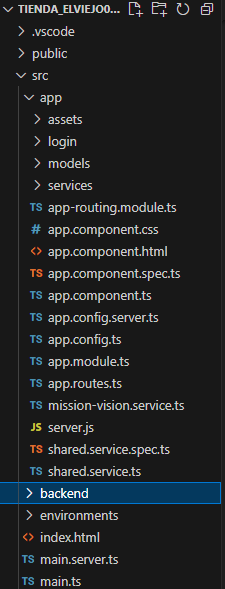 TIENDA_ELVIEJO0...
.vscode
public
src
app
assets
login
models
services
TS app-routing.module.ts
# app.component.css
<> app.component.html
TS app.component.spec.ts
TS app.component.ts
TS app.config.server.ts
TS app.config.ts
TS app.module.ts
TS app.routes.ts
TS mission-vision.service.ts
JS server.js
TS shared.service.spec.ts
TS shared.service.ts
backend
environments
<> index.html
TS main.server.ts
TS main.ts